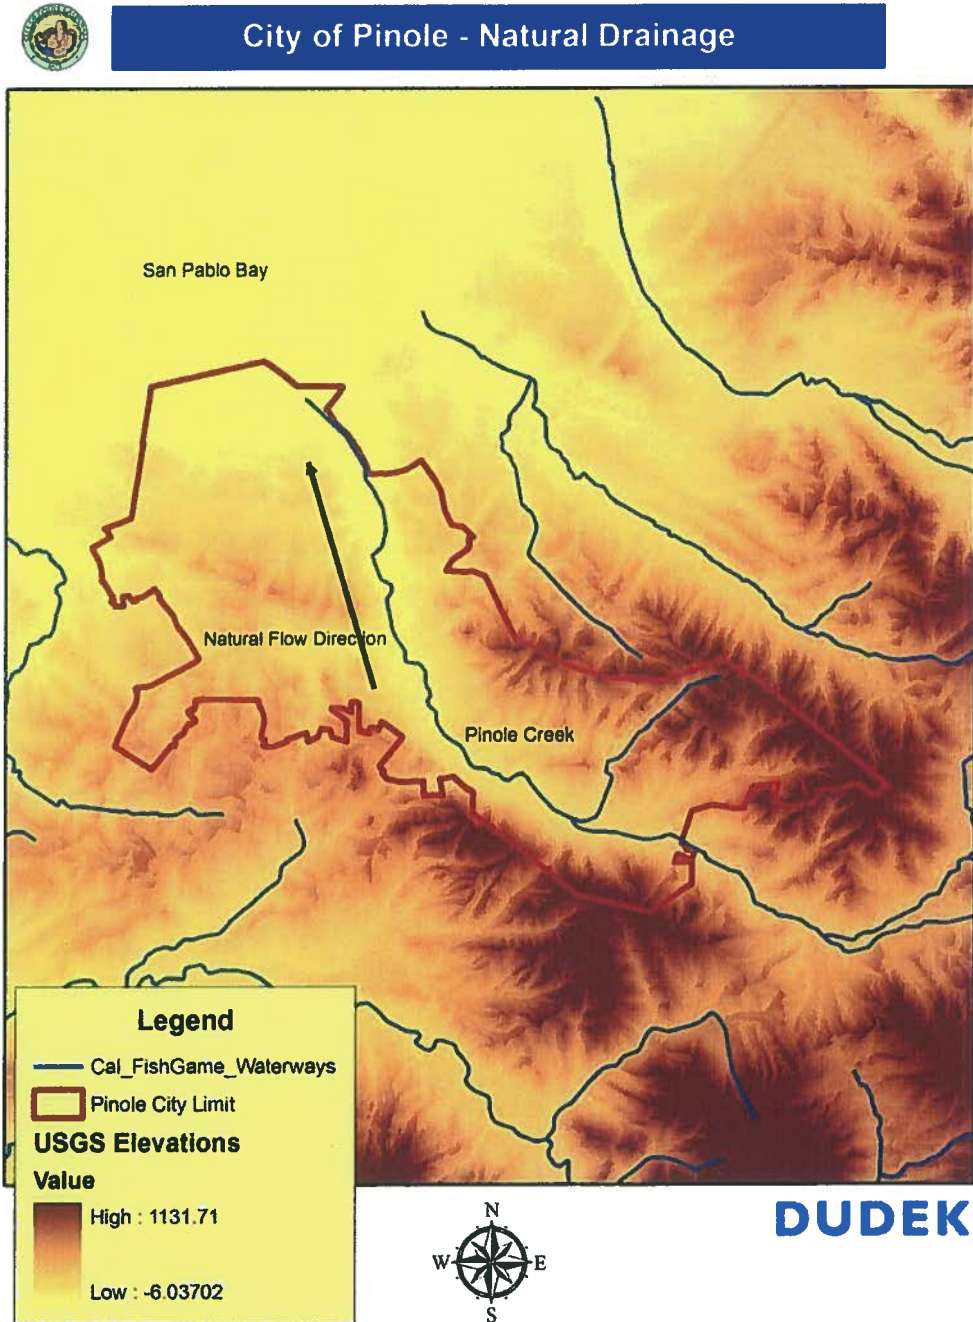 City of Pinole - Natural Drainage
San Pablo Bay
Natural Flow Direction
Pinole Creek
Legend
Cal_FishGame_Waterways
Pinole City Limit
USGS Elevations
Value
High : 1131.71
Low : -6.03702
N
W E
S
DUDEK